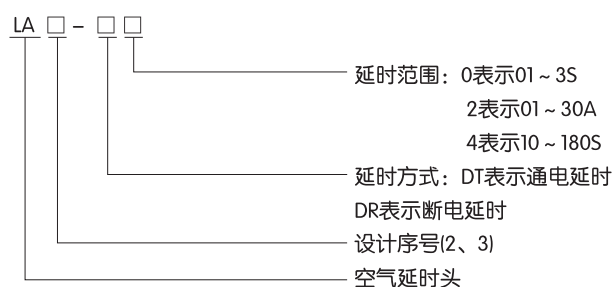 LA □ - □ □
延时范围：0表示01~3S
2表示01~30A
4表示10~180S
延时方式：DT表示通电延时
DR表示断电延时
设计序号(2、3)
空气延时头